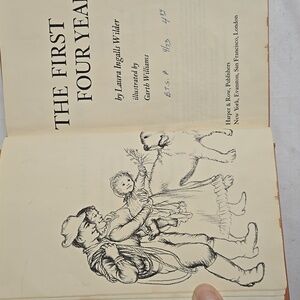 THE FIRST
FOUR YEAR
by Laura Ingalls Wilder
illustrated by
Garth Williams
Harper & Row, Publishers
New York, Evanston, San Francisco, London